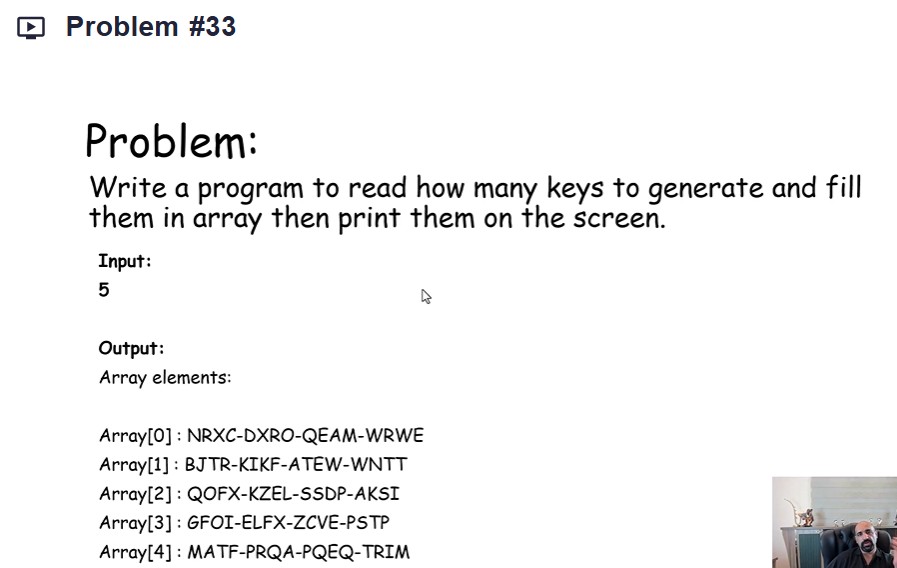 Problem #33
Problem:
Write a program to read how many keys to generate and fill
them in array then print them on the screen.
Input:
5
Output:
Array elements:
Array[0] : NRXC-DXRO-QEAM-WRWE
Array[1] : BJTR-KIKF-ATEW-WNTT
Array[2] : QOFX-KZEL-SSDP-AKSI
Array[3] : GFOI-ELFX-ZCVE-PSTP
Array[4] : MATF-PRQA-PQEQ-TRIM